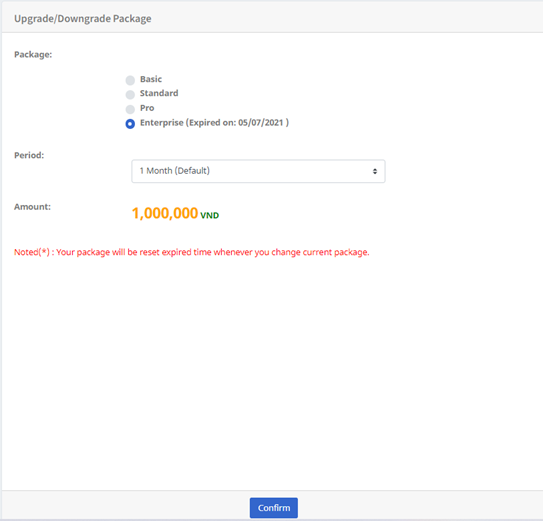 Upgrade/Downgrade Package
Package:
Basic
Standard
Pro
Enterprise (Expired on: 05/07/2021 )
Period:
1 Month (Default)
Amount:
1,000,000 VND
Noted(*) : Your package will be reset expired time whenever you change current package.
Confirm